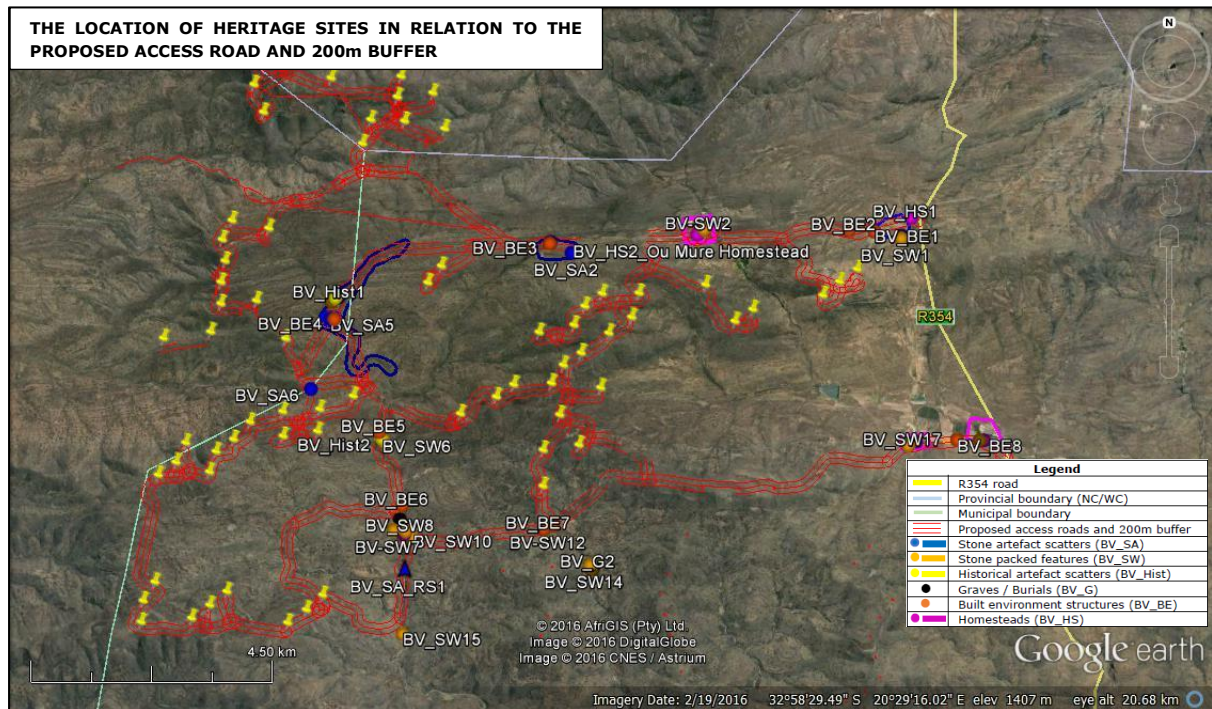 THE LOCATION OF HERITAGE SITES IN RELATION TO THE
PROPOSED ACCESS ROAD AND 200m BUFFER
N
BV_HS1
BV-SW2
BV_BE2
BV_BE1
BV_BE3
BV_HS2_Ou Mure Homestead
BV_SW1
BV_SA2
BV_Hist1
R354
BV_BE4
BV_SA5
BV_SA6
BV_BE5
BV_Hist2
BV_SW6
BV_SW17
BV_BE8
BV_BE6
BV_SW8
BV_BE7
BV-SW7
BV_SW10
BV-SW12
BV_G2
BV_SA_RS1
BV_SW14
BV_SW15
Legend
R354 road
Provincial boundary (NC/WC)
Municipal boundary
Proposed access roads and 200m buffer
Stone artefact scatters (BV_SA)
Stone packed features (BV_SW)
Historical artefact scatters (BV_Hist)
Graves / Burials (BV_G)
Built environment structures (BV_BE)
Homesteads (BV_HS)
4.50 km
© 2016 AfriGIS (Pty) Ltd.
Image © 2016 DigitalGlobe
Image © 2016 CNES / Astrium
Google earth
Imagery Date: 2/19/2016 32°58'29.49" S 20°29'16.02" E elev 1407 m eye alt 20.68 km